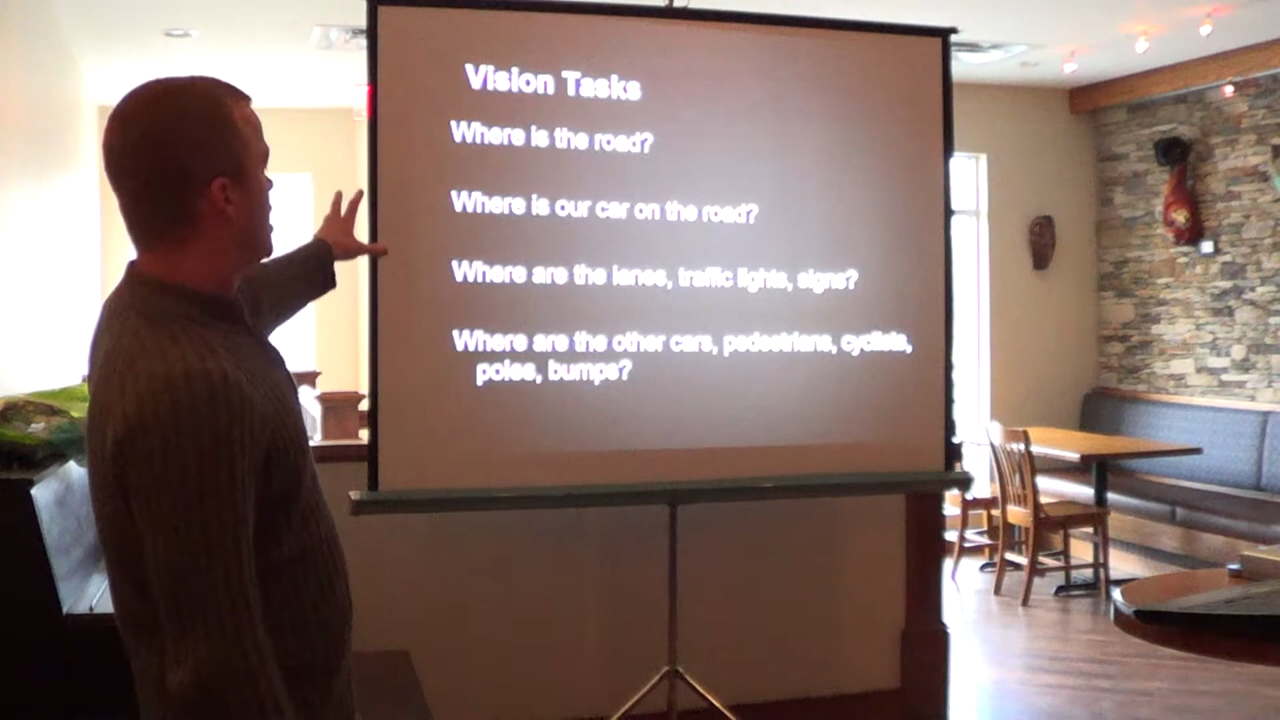 Vision Tasks
Where is the road?
Where is our car on the road?
Where are the lanes, traffic lights, signs?
Where are the other cars, pedestrians, cyclists,
poles, bumps?